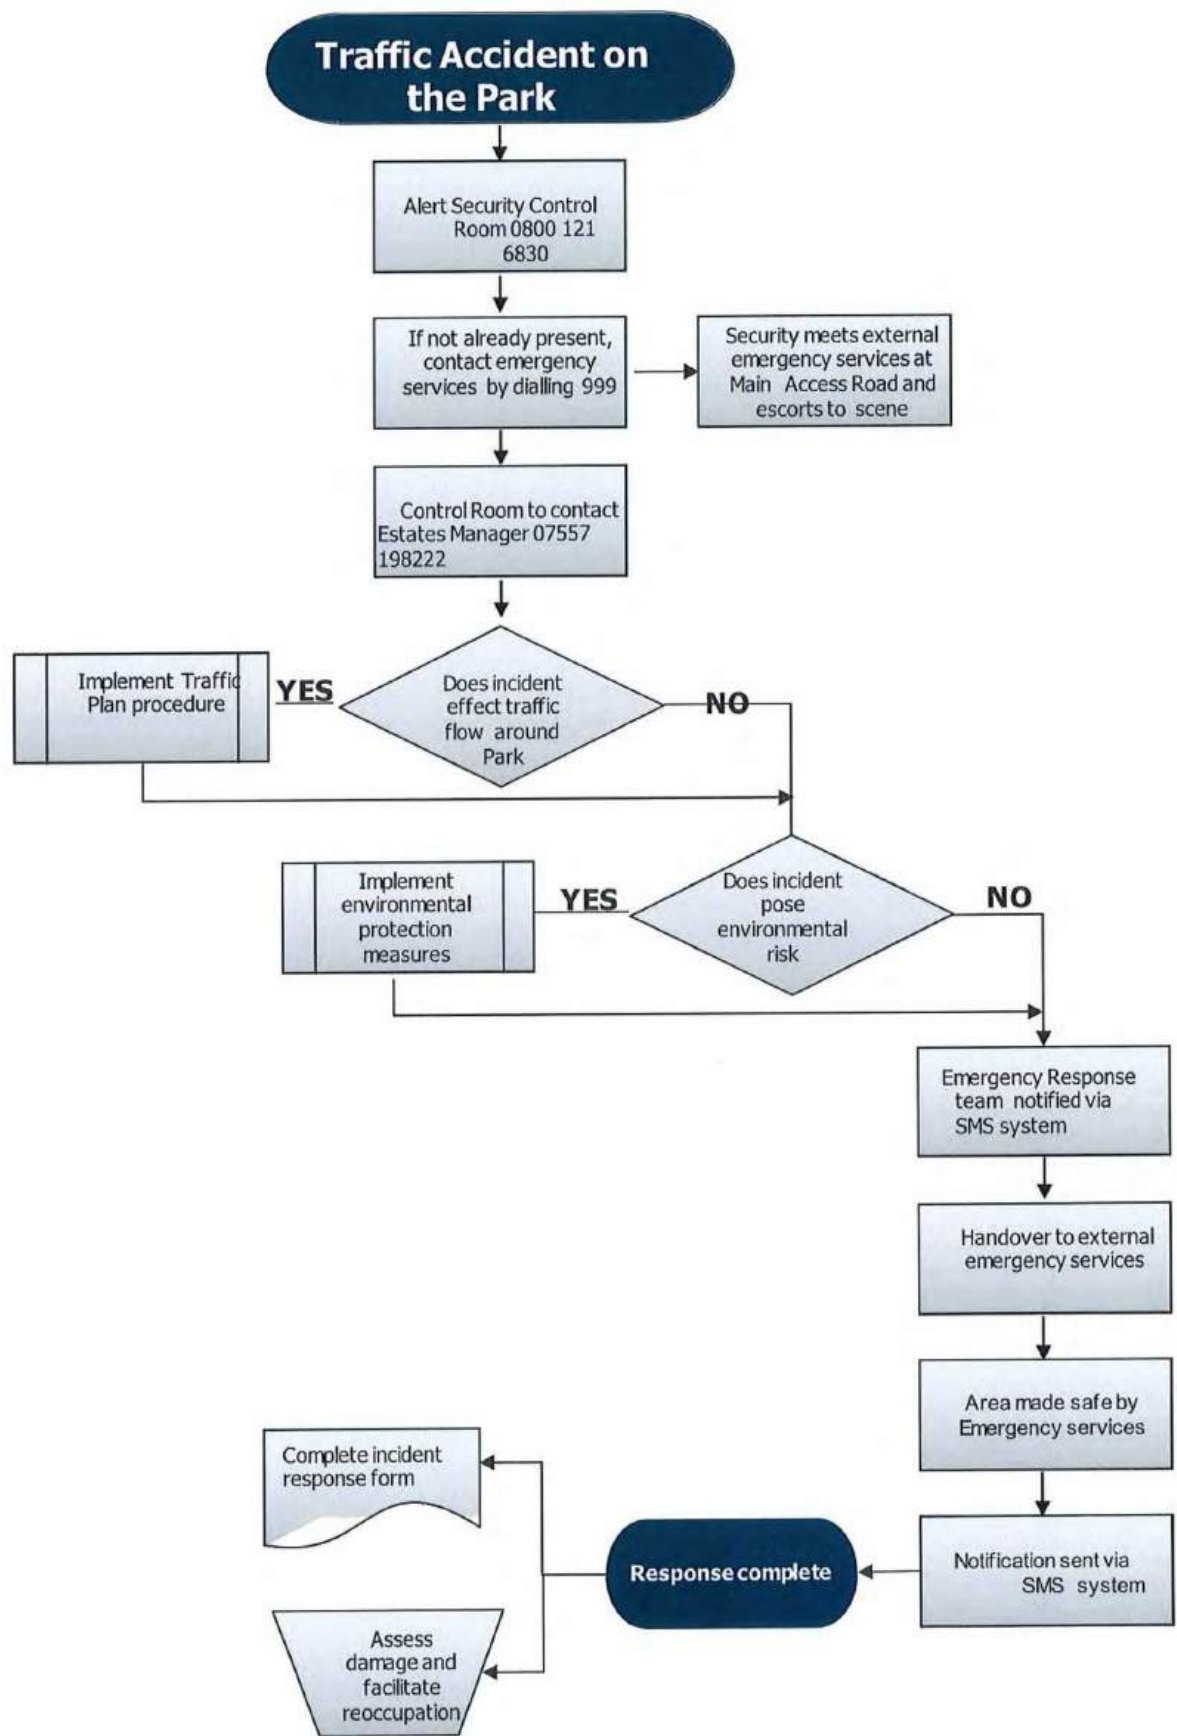 Traffic Accident on
the Park
Alert Security Control
Room 0800 121
6830
If not already present,
contact emergency
services by dialling 999
Security meets external
emergency services at
Main Access Road and
escorts to scene
Control Room to contact
Estates Manager 07557
198222
Implement Traffic
Plan procedure
YES
Does incident
effect traffic
flow around
Park
NO
Implement
environmental
protection
measures
YES
Does incident
pose
environmental
risk
NO
Emergency Response
team notified via
SMS system
Handover to external
emergency services
Area made safe by
Emergency services
Complete incident
response form
Response complete
Notification sent via
SMS system
Assess
damage and
facilitate
reoccupation